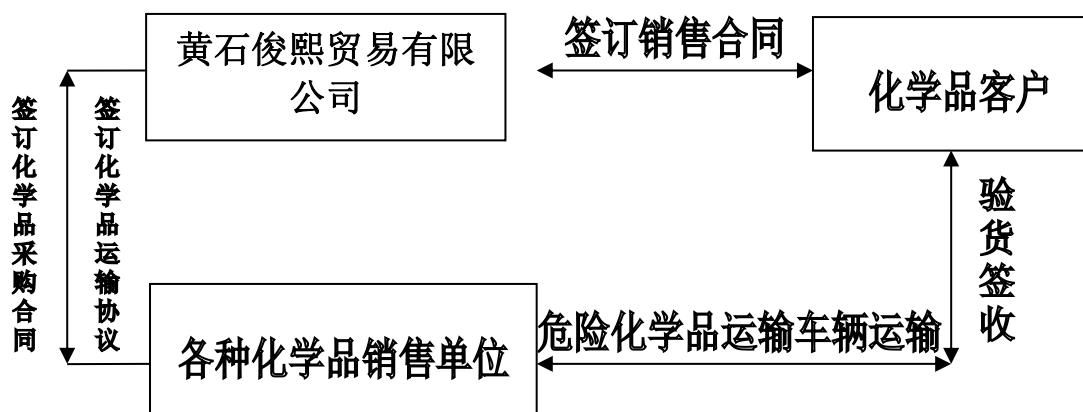 黄石俊熙贸易有限
公司
签订销售合同
化学品客户
签订化学品采购合同
签订化学品运输协议
验货签收
各种化学品销售单位
危险化学品运输车辆运输